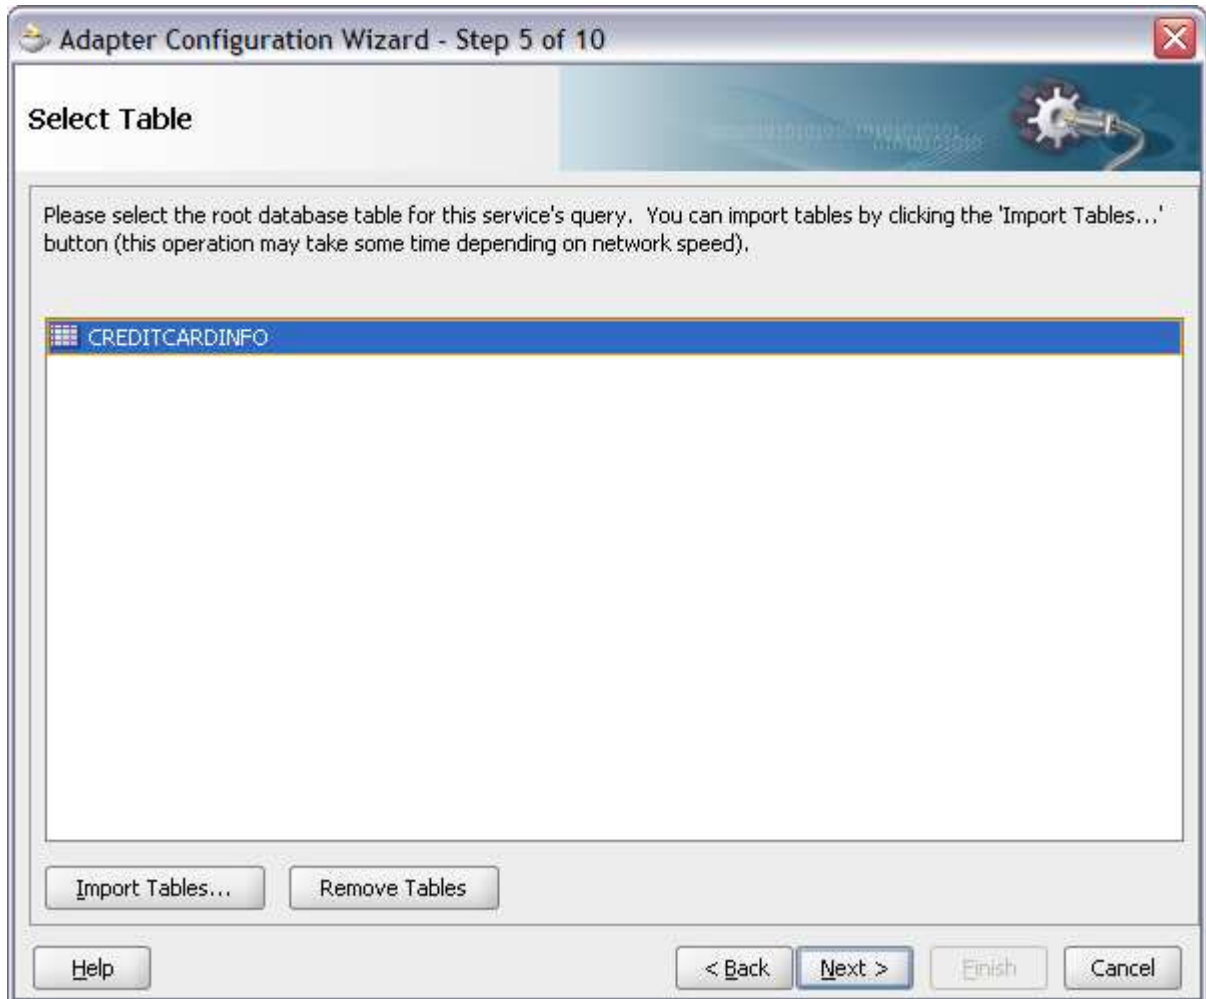 Adapter Configuration Wizard - Step 5 of 10
Select Table
Please select the root database table for this service's query. You can import tables by clicking the 'Import Tables...'
button (this operation may take some time depending on network speed).
CREDITCARDINFO
Import Tables... Remove Tables
Help < Back Next > Finish Cancel